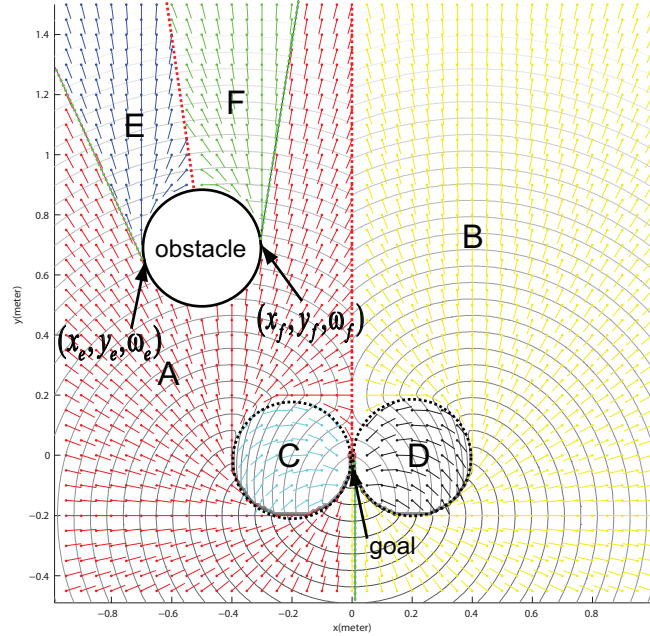 1.4
1.2
1
0.8
0.6
0.4
0.2
0
−0.2
−0.4
y(meter)
E
F
B
obstacle
(x_e, y_e, ω_e)
(x_f, y_f, ω_f)
A
C
D
goal
−0.8 −0.6 −0.4 −0.2 0 0.2 0.4 0.6 0.8
x(meter)